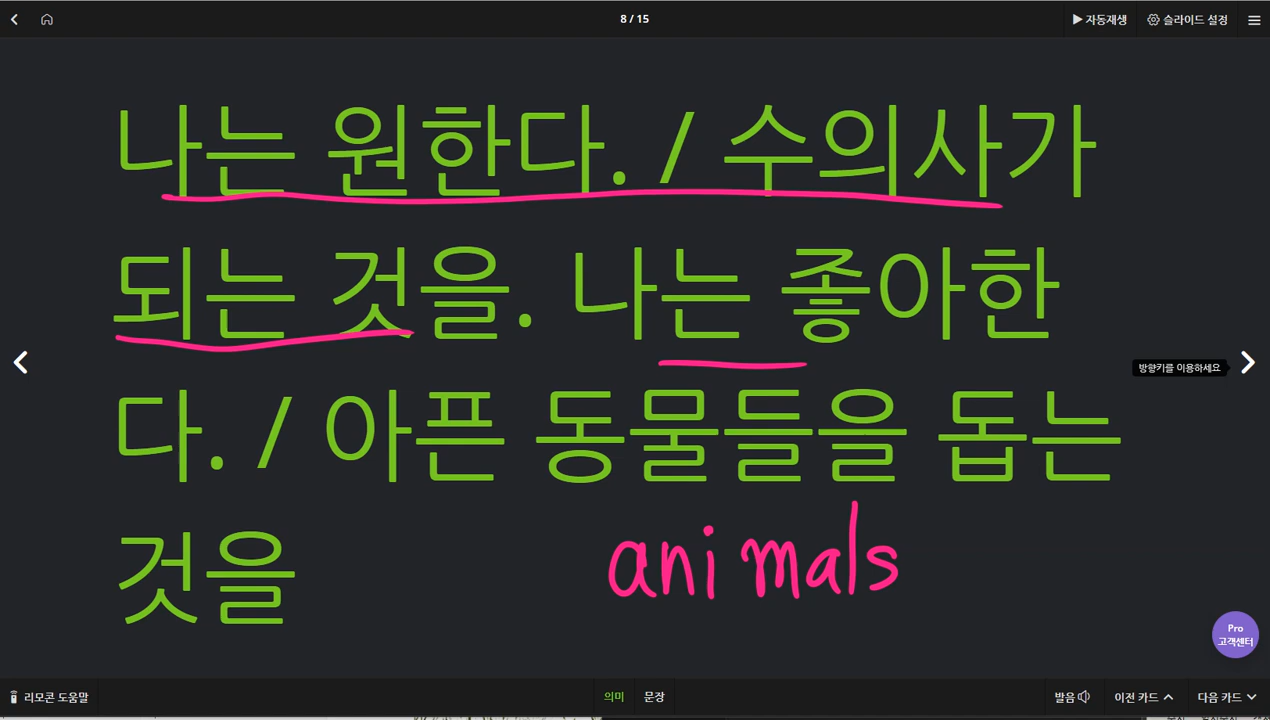 8 / 15
자동재생
슬라이드 설정
나는 원한다. / 수의사가
되는 것을. 나는 좋아한
방향키를 이용하세요
다. / 아픈 동물들을 돕는
것을
animals
Pro
고객센터
리모콘 도움말
의미
문장
발음
이전 카드
다음 카드